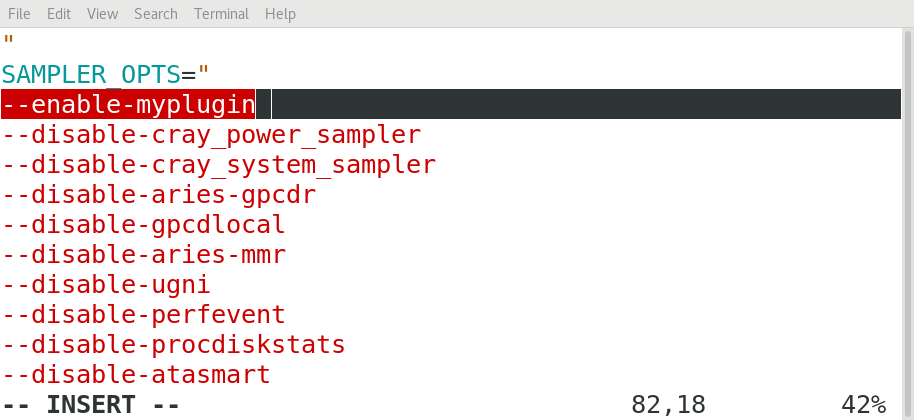 File Edit View Search Terminal Help
"
SAMPLER_OPTS="
--enable-myplugin
--disable-cray_power_sampler
--disable-cray_system_sampler
--disable-aries-gpcdr
--disable-gpcdlocal
--disable-aries-mmr
--disable-ugni
--disable-perfevent
--disable-procdiskstats
--disable-atasmart
-- INSERT -- 82,18 42%